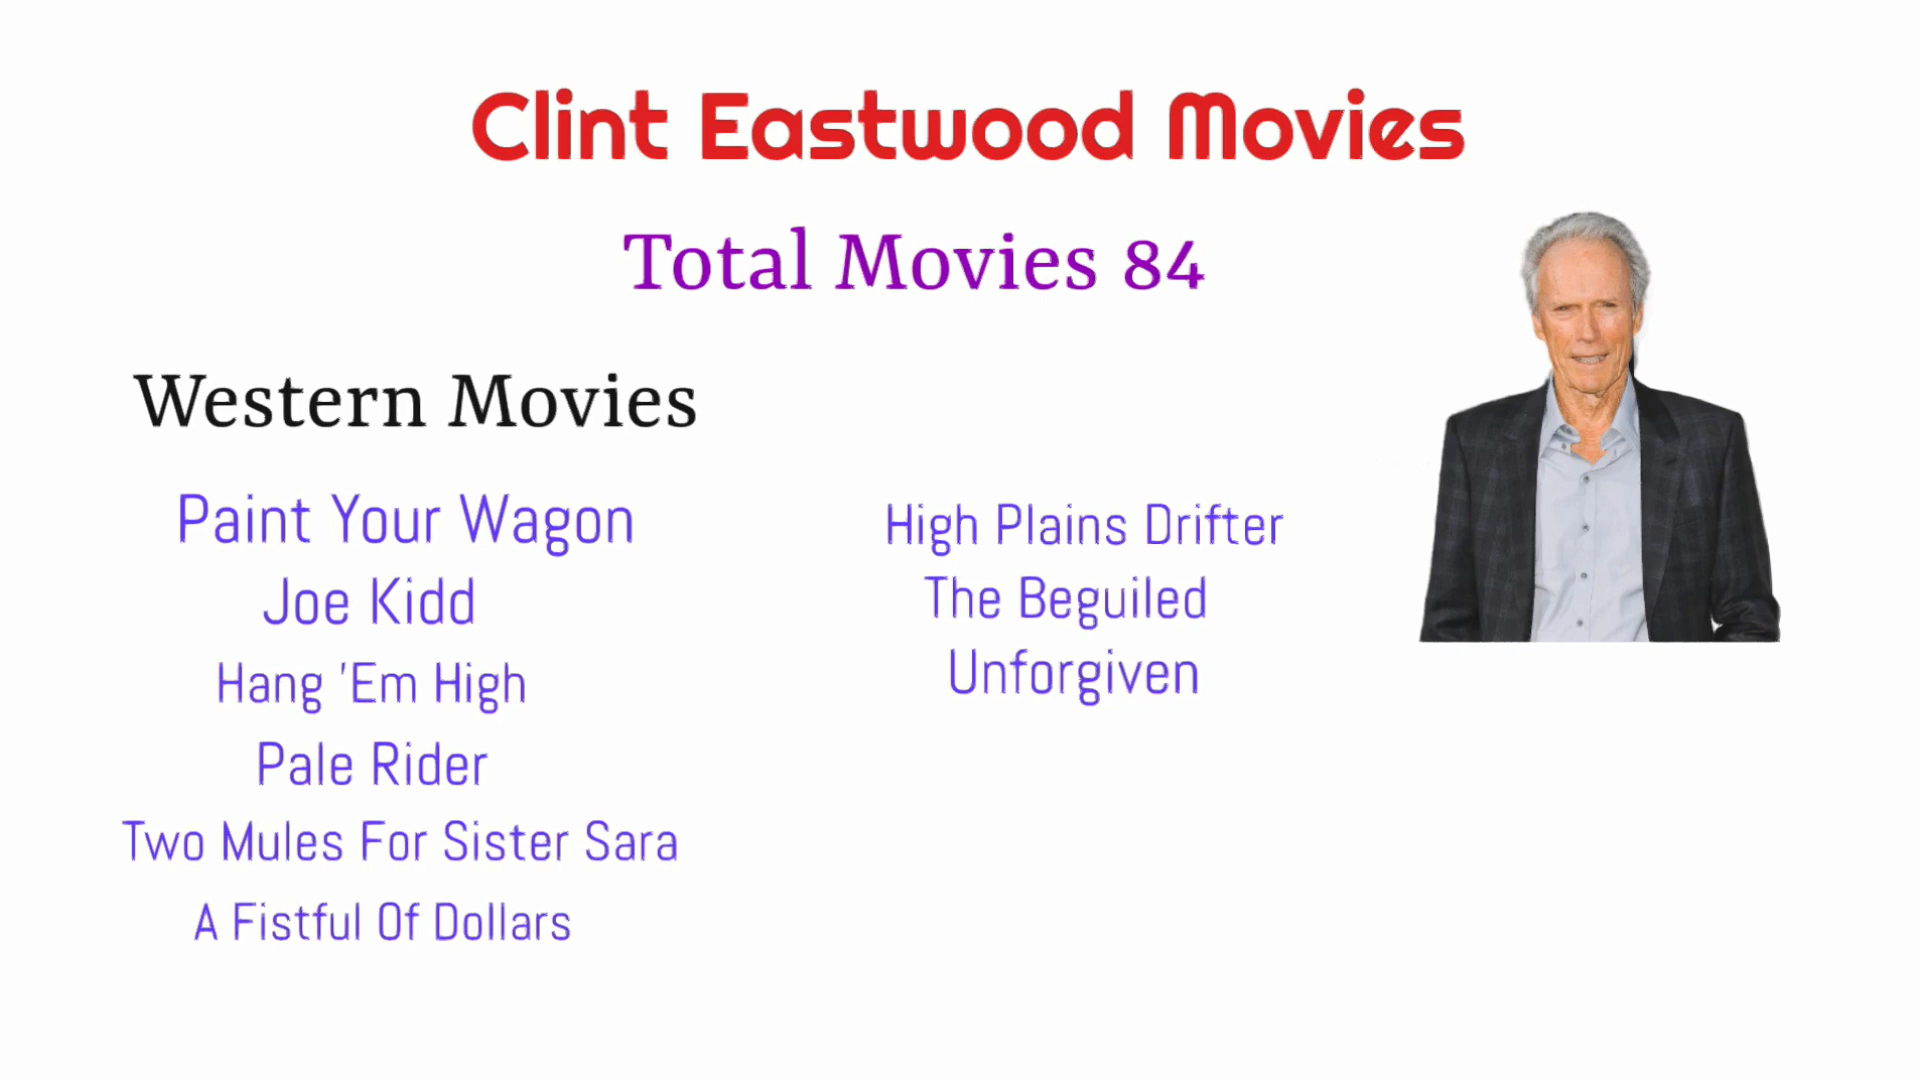 Clint Eastwood Movies
Total Movies 84
Western Movies
Paint Your Wagon
Joe Kidd
Hang 'Em High
Pale Rider
Two Mules For Sister Sara
A Fistful Of Dollars
High Plains Drifter
The Beguiled
Unforgiven